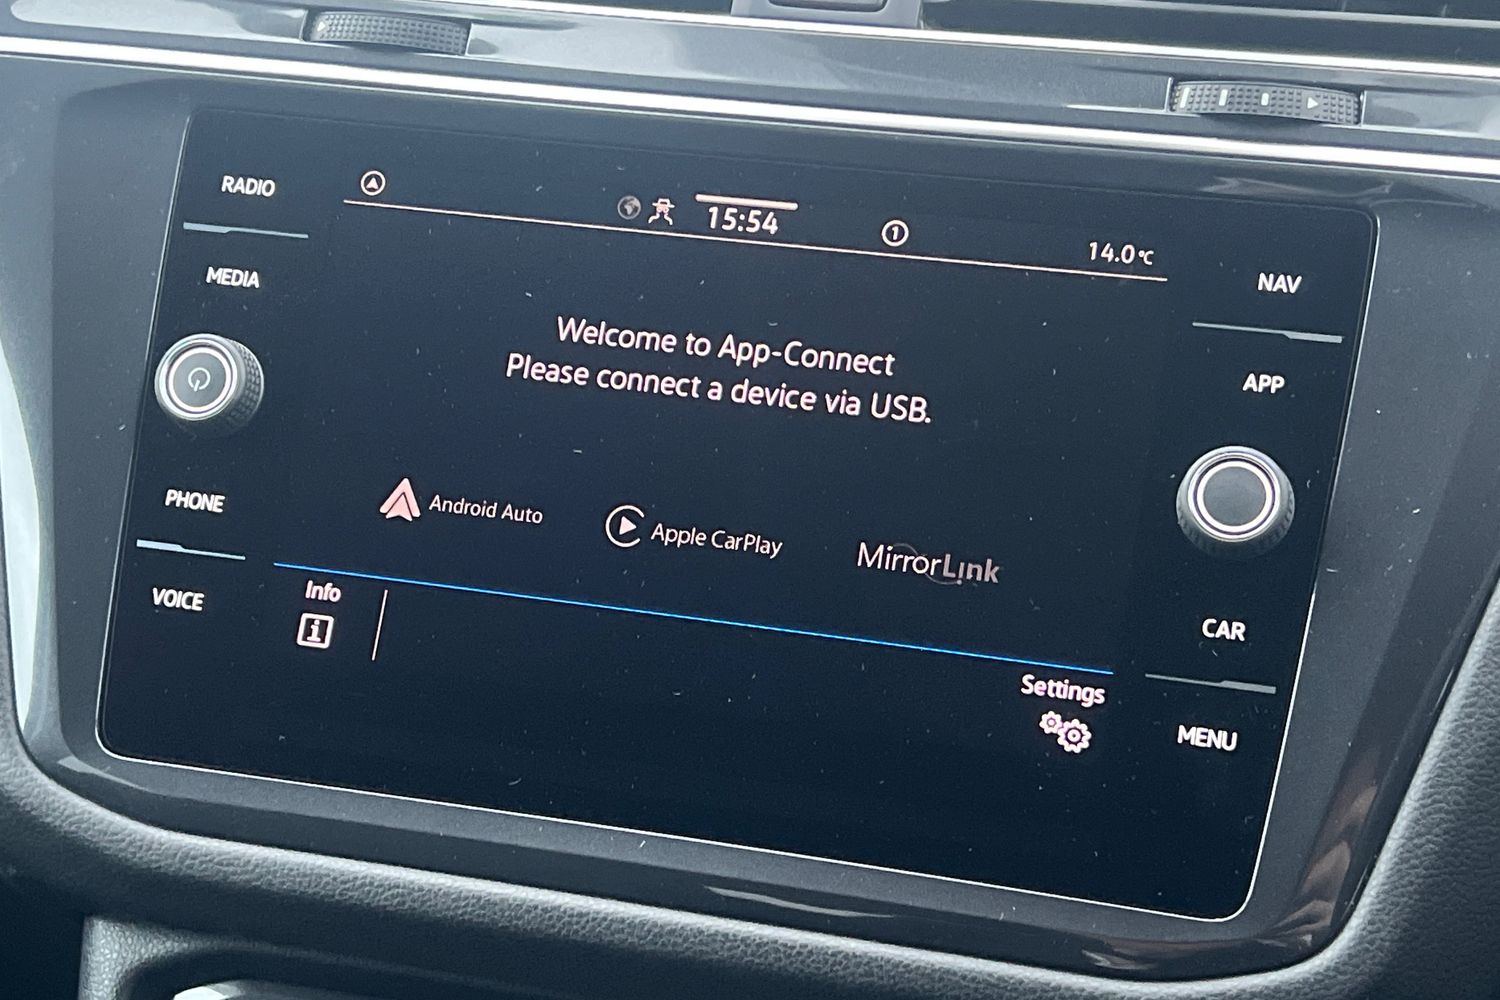 RADIO
15:54
1
14.0°C
MEDIA
NAV
Welcome to App-Connect
Please connect a device via USB.
APP
PHONE
Android Auto
Apple CarPlay
MirrorLink
VOICE
Info
i
CAR
Settings
MENU